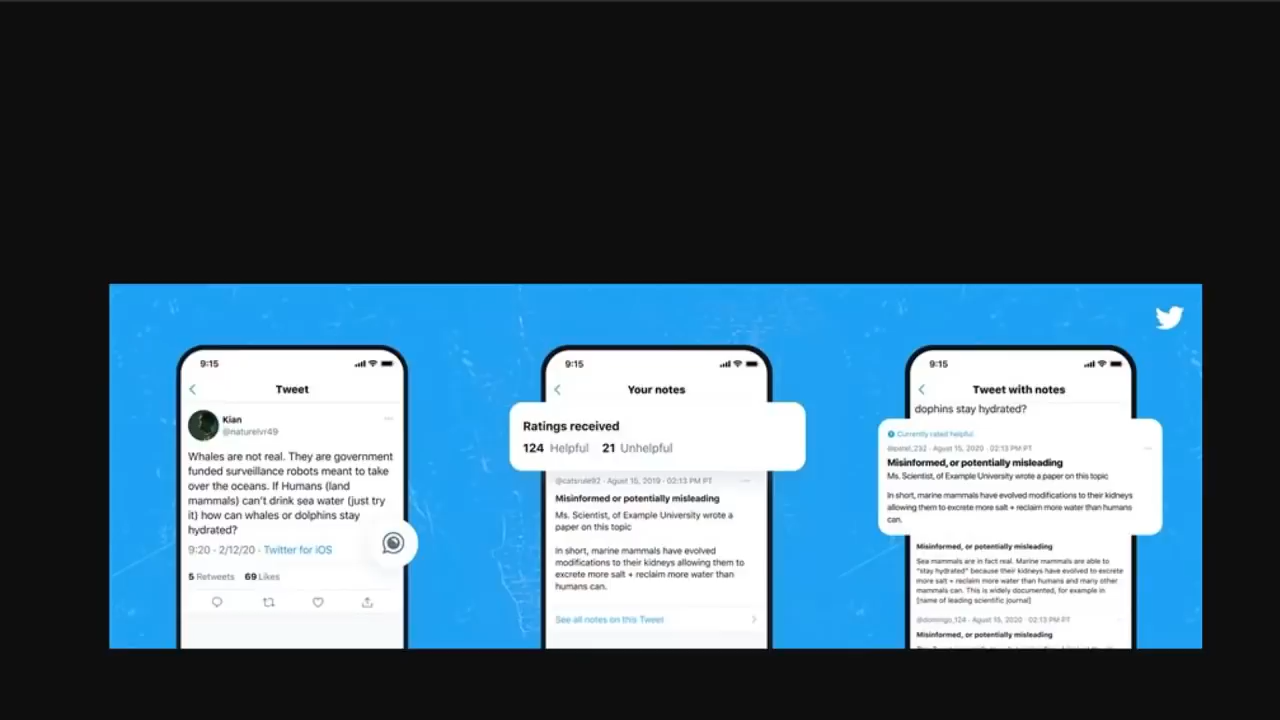 9:15
Tweet
Kian
@naturelvr49
Whales are not real. They are government
funded surveillance robots meant to take
over the oceans. If Humans (land
mammals) can't drink sea water (just try
it) how can whales or dolphins stay
hydrated?
9:20 · 2/12/20 · Twitter for iOS
5 Retweets 69 Likes
9:15
Your notes
Ratings received
124 Helpful 21 Unhelpful
@catsrule92 · Agust 15, 2019 · 02:13 PM PT
Misinformed or potentially misleading
Ms. Scientist, of Example University wrote a
paper on this topic
In short, marine mammals have evolved
modifications to their kidneys allowing them to
excrete more salt + reclaim more water than
humans can.
See all notes on this Tweet
9:15
Tweet with notes
dophins stay hydrated?
Currently rated helpful
· Agust 15, 2020 · 02:13 PM PT
Misinformed, or potentially misleading
Ms. Scientist, of Example University wrote a paper on this topic
In short, marine mammals have evolved modifications to their kidneys
allowing them to excrete more salt + reclaim more water than humans
can.
Misinformed, or potentially misleading
Sea mammals are in fact real. Marine mammals are able to
"stay hydrated" because their kidneys have evolved to excrete
more salt + reclaim more water than humans and many other
mammals can. This is widely documented, for example in
[name of leading scientific journal]
@domingo_124 · Agust 15, 2020 · 02:13 PM PT
Misinformed, or potentially misleading